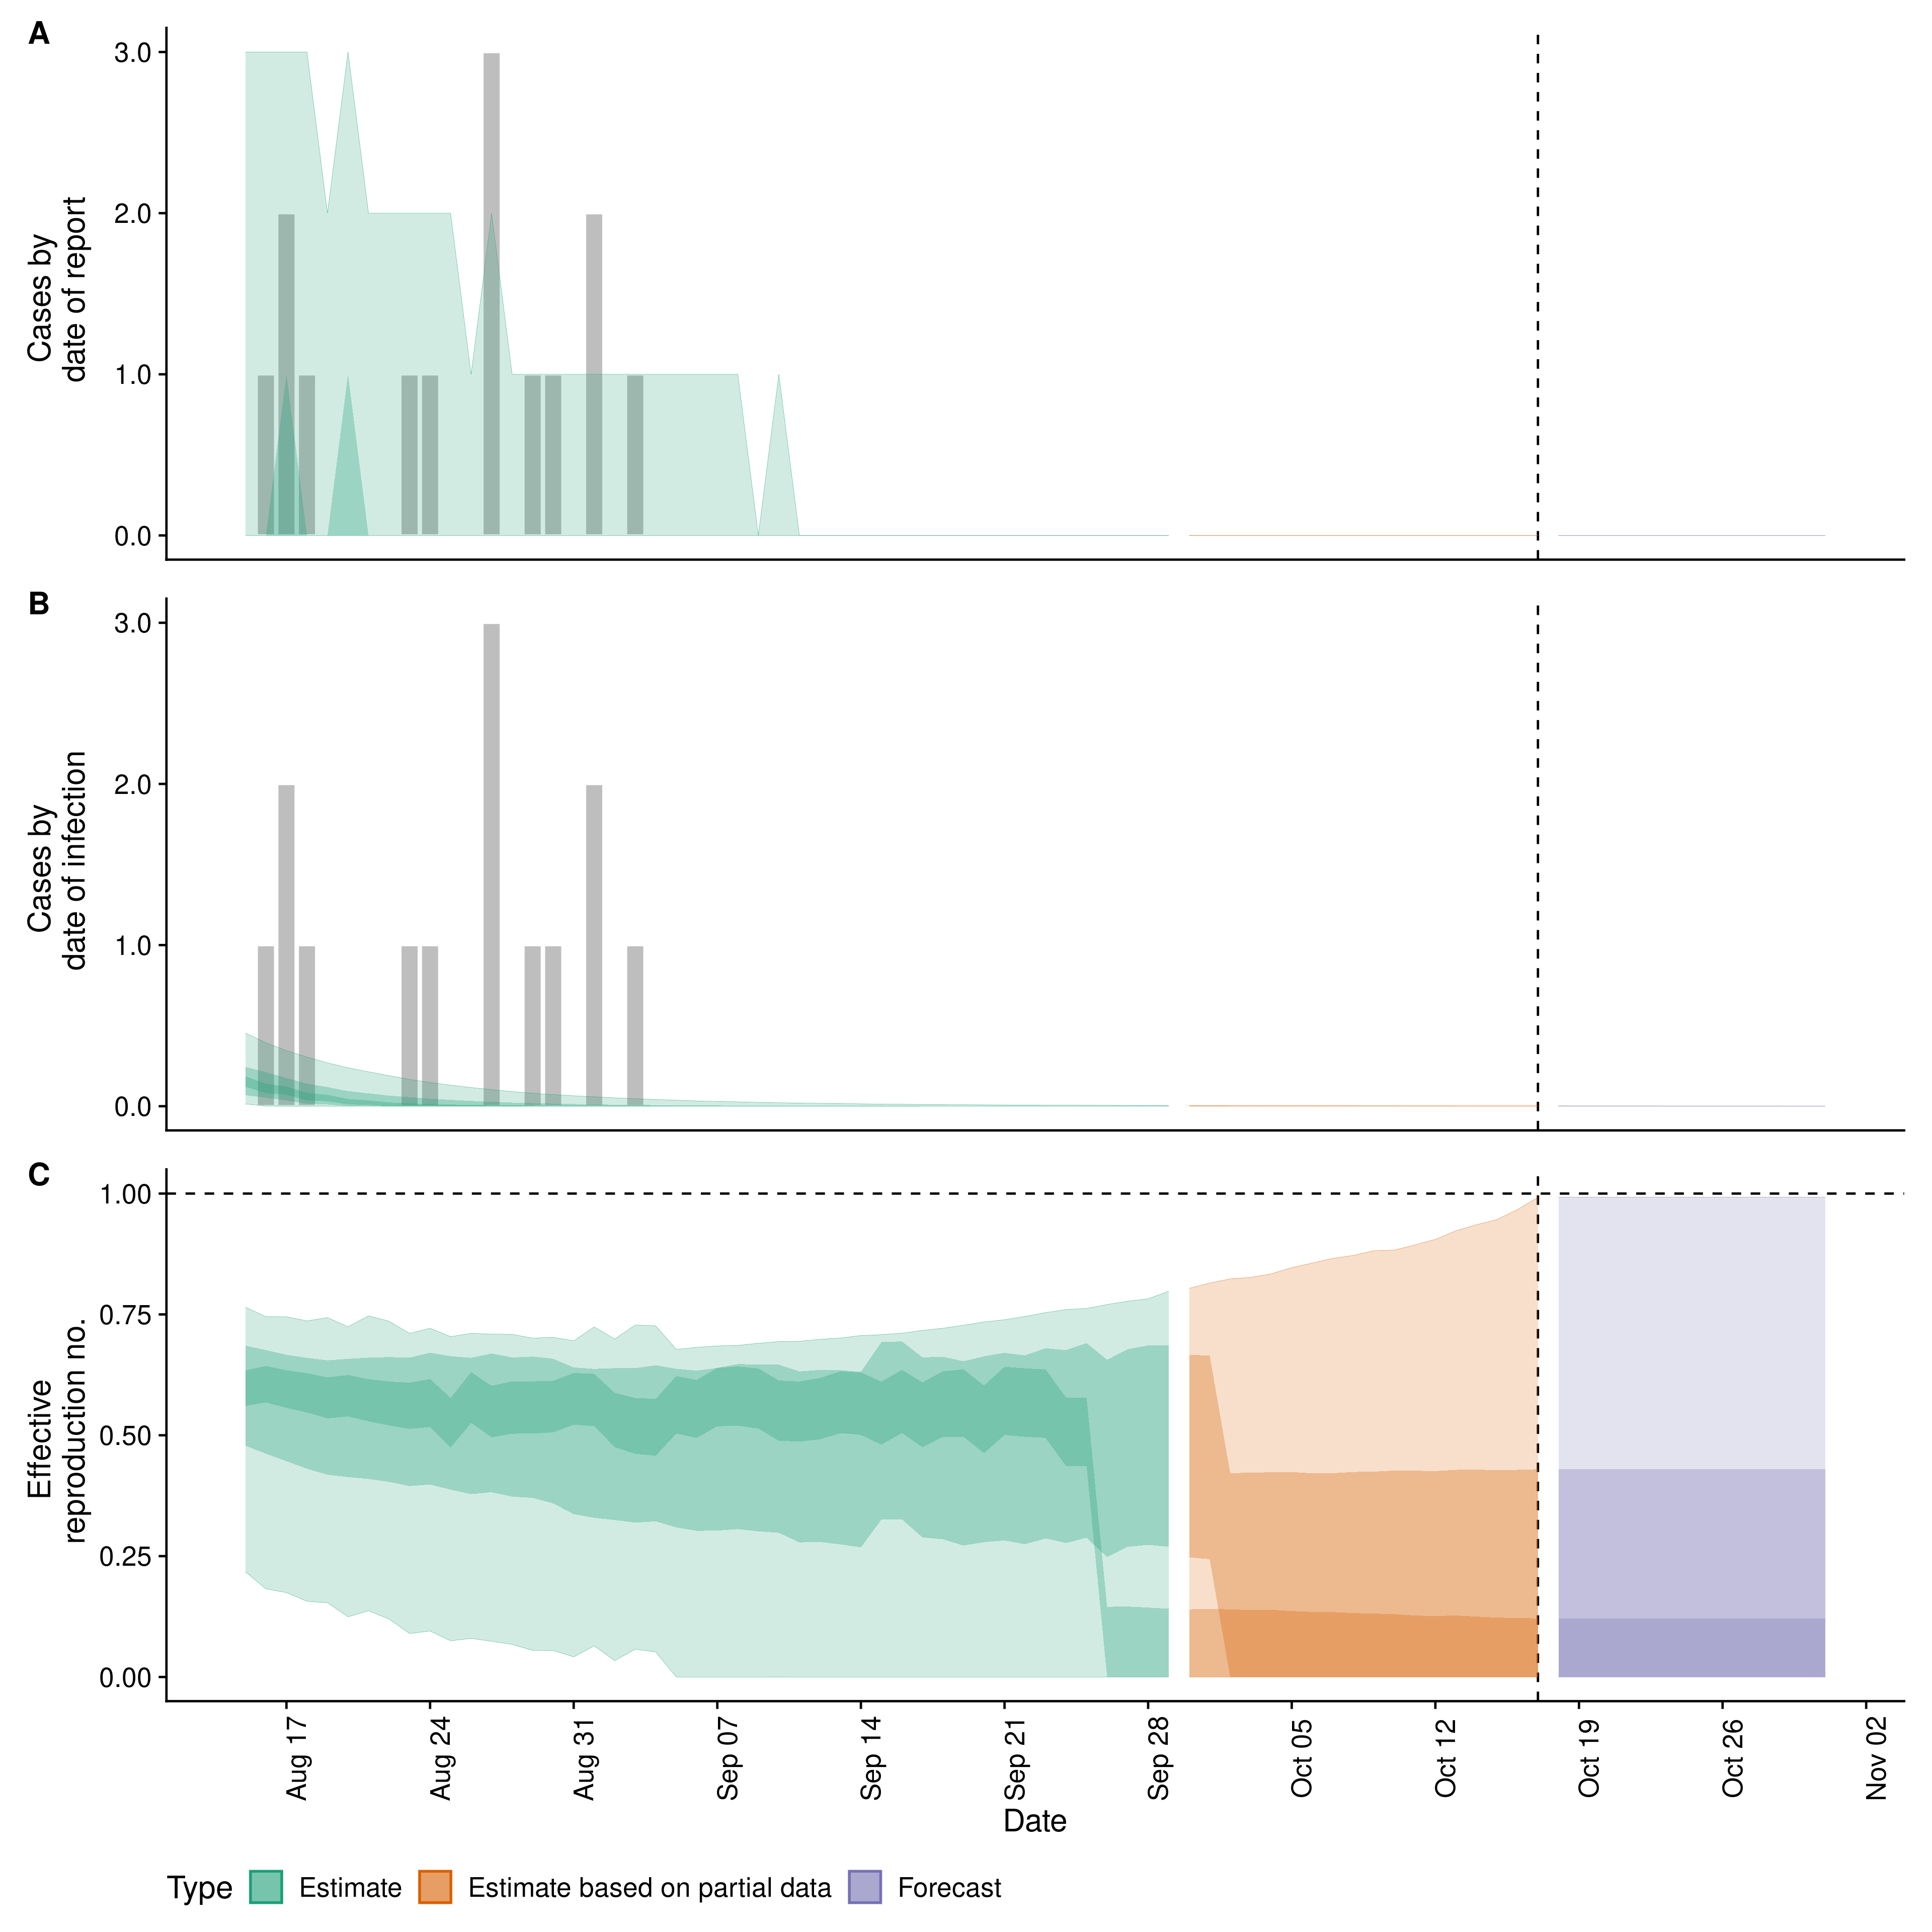 A
Cases by
date of report
3.0
2.0
1.0
0.0
B
Cases by
date of infection
3.0
2.0
1.0
0.0
C
Effective
reproduction no.
1.00
0.75
0.50
0.25
0.00
Aug 17
Aug 24
Aug 31
Sep 07
Sep 14
Sep 21
Sep 28
Oct 05
Oct 12
Oct 19
Oct 26
Nov 02
Date
Type Estimate Estimate based on partial data Forecast